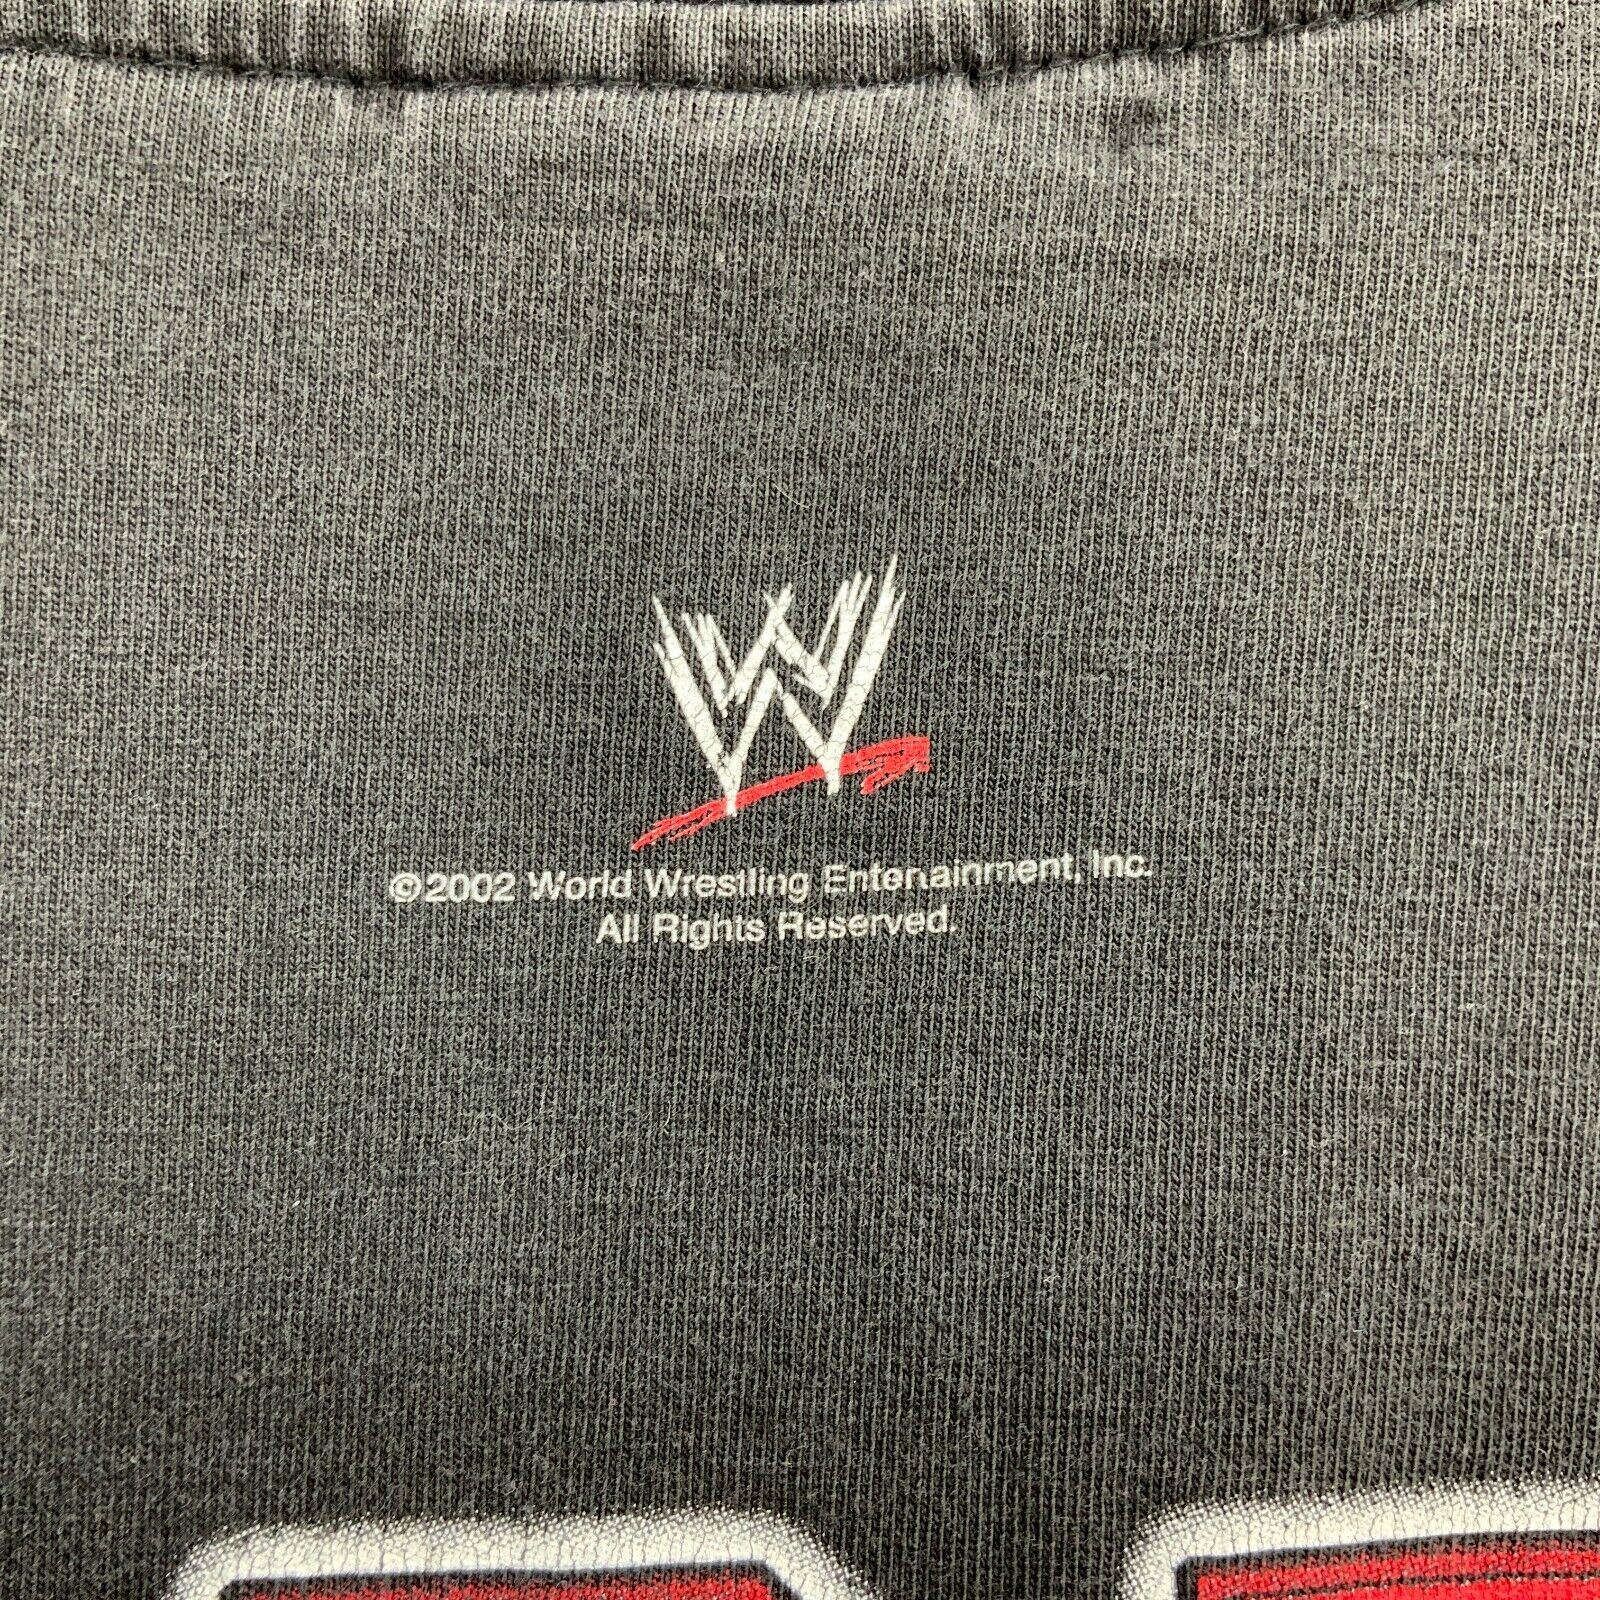 W
©2002 World Wrestling Entertainment, Inc.
All Rights Reserved.